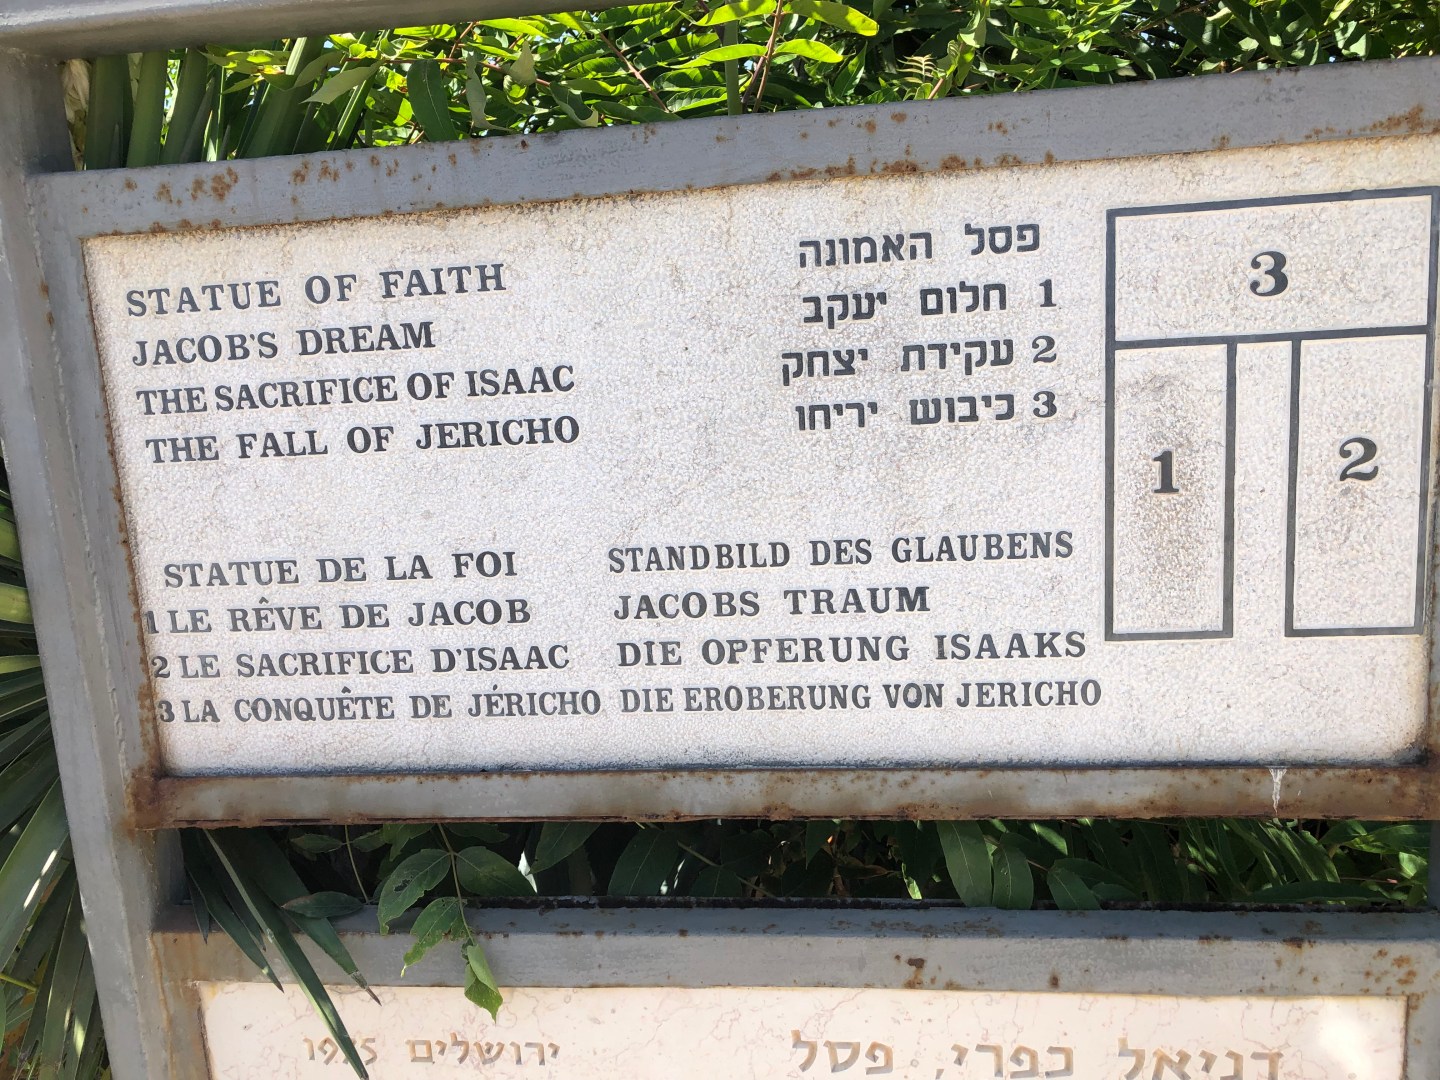 STATUE OF FAITH
JACOB'S DREAM
THE SACRIFICE OF ISAAC
THE FALL OF JERICHO
פסל האמונה
1 חלום יעקב
2 עקידת יצחק
3 כיבוש יריחו
3
1
2
STATUE DE LA FOI
1 LE RÊVE DE JACOB
2 LE SACRIFICE D'ISAAC
3 LA CONQUÊTE DE JÉRICHO
STANDBILD DES GLAUBENS
JACOBS TRAUM
DIE OPFERUNG ISAAKS
DIE EROBERUNG VON JERICHO
דניאל כפרי, פסל
ירושלים 1975